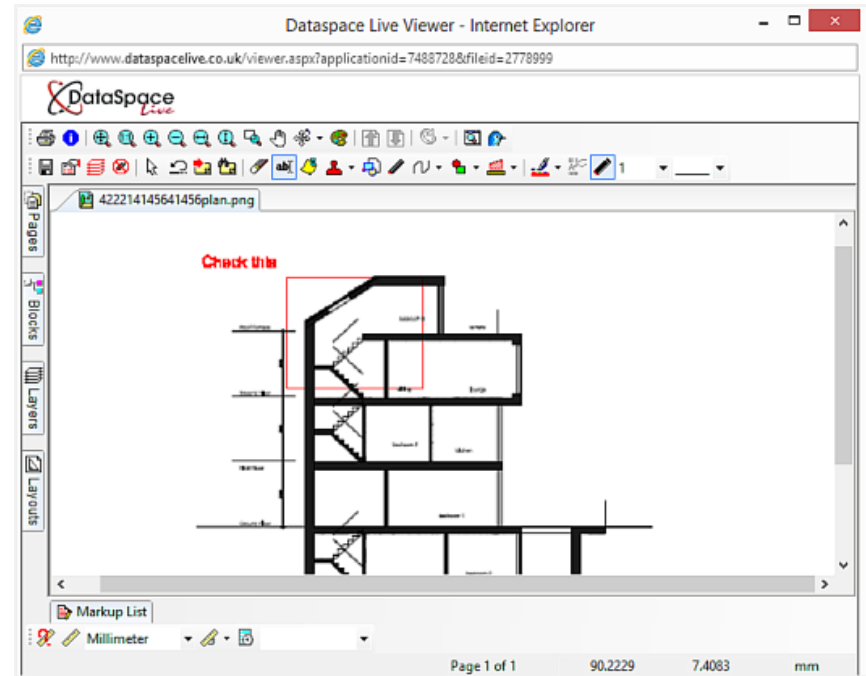 Dataspace Live Viewer - Internet Explorer
http://www.dataspacelive.co.uk/viewer.aspx?applicationid=7488728&fileid=2778999
DataSpace
Live
abI
1
Pages
Blocks
Layers
Layouts
422214145641456plan.png
Check this
Markup List
Millimeter
Page 1 of 1 90.2229 7.4083 mm